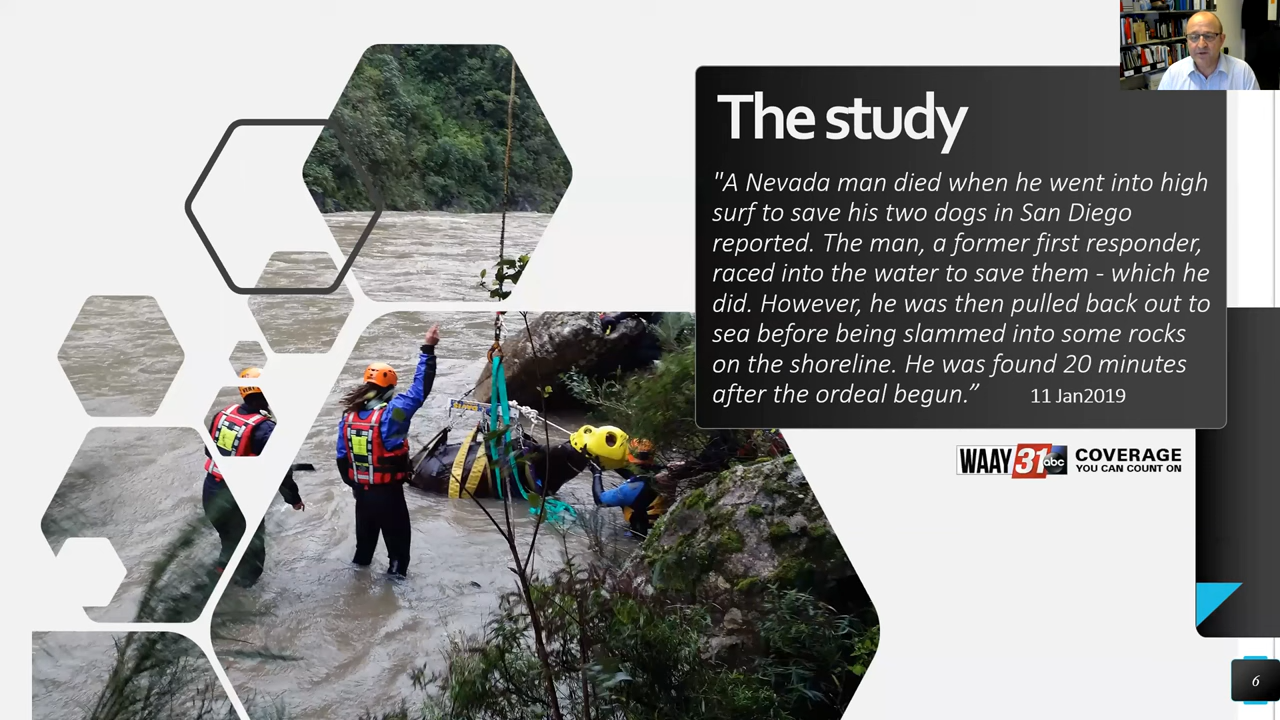 The study
"A Nevada man died when he went into high
surf to save his two dogs in San Diego
reported. The man, a former first responder,
raced into the water to save them - which he
did. However, he was then pulled back out to
sea before being slammed into some rocks
on the shoreline. He was found 20 minutes
after the ordeal begun.” 11 Jan2019
WAAY 31 abc COVERAGE
YOU CAN COUNT ON
6